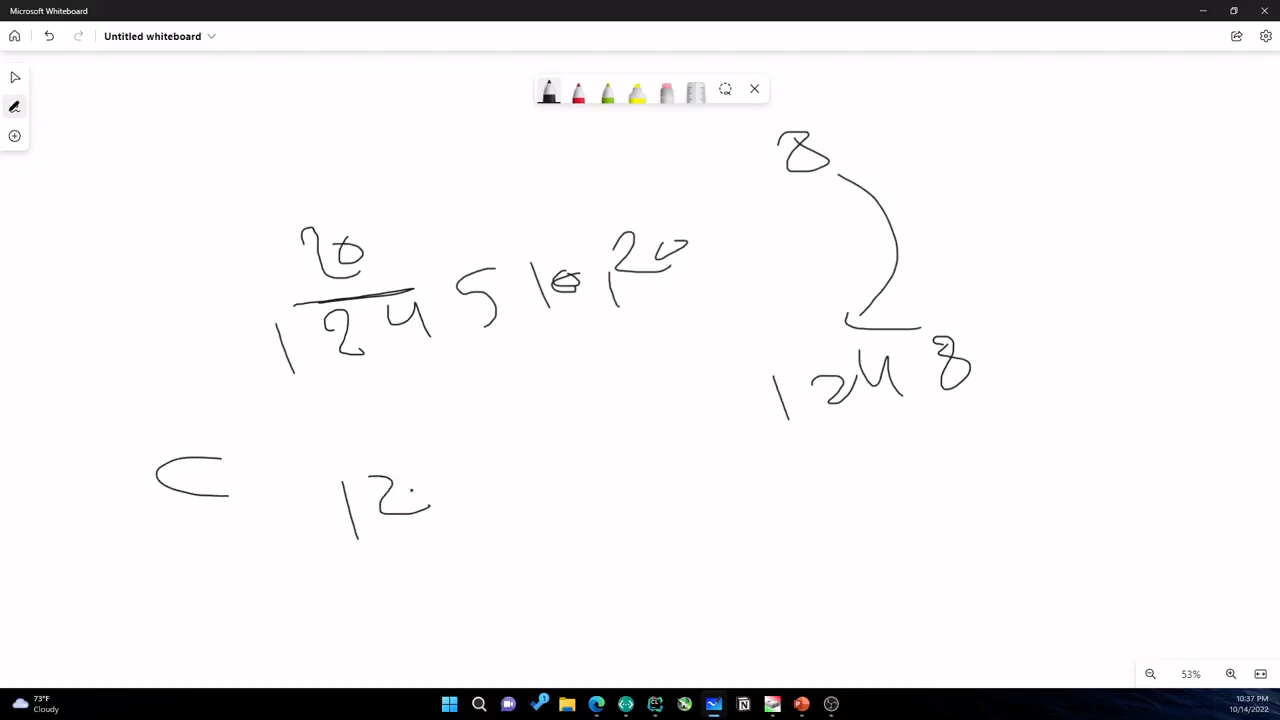 Microsoft Whiteboard
Untitled whiteboard
8
20
1 2 4 5 10 , 20
1 2 4 8
C 12
53%
73°F
Cloudy
10:37 PM
10/14/2022